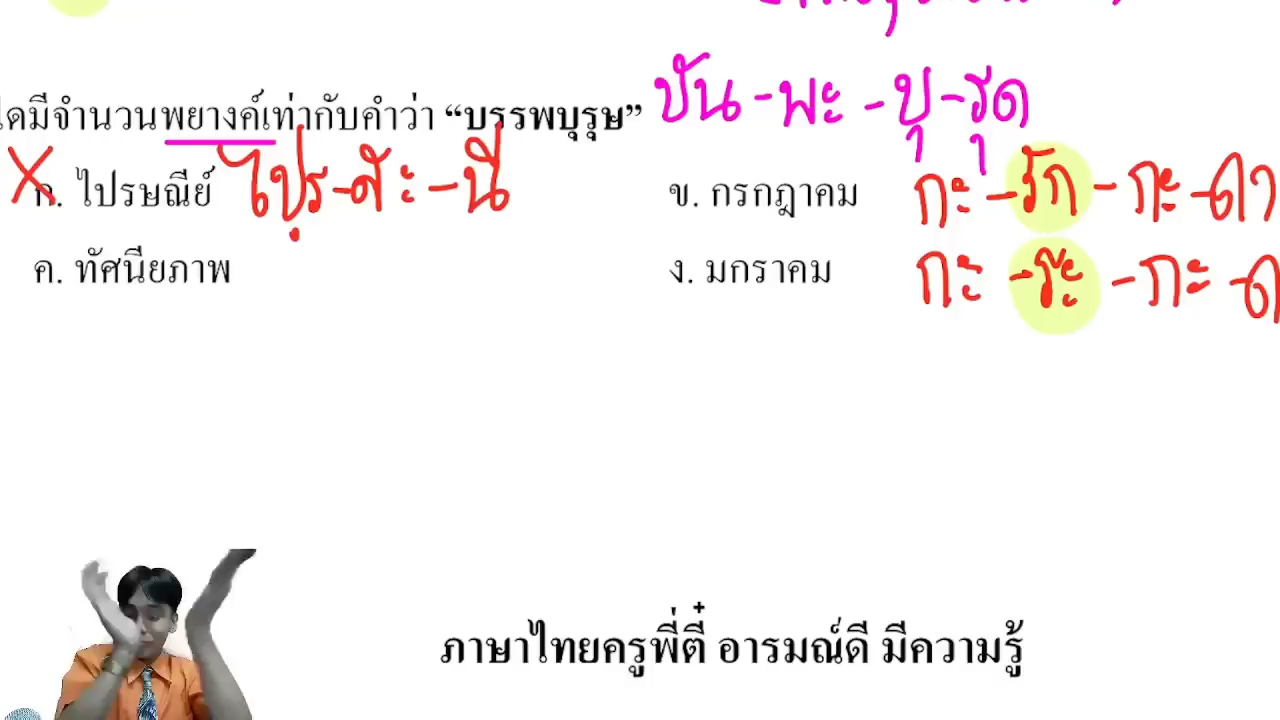 บัน-พะ-บุ-รุด
ใดมีจำนวนพยางค์เท่ากับคำว่า “บรรพบุรุษ”
ก. ไปรษณีย์ ไปร-สะ-นี
ข. กรกฎาคม กะ-รัก-กะ-ดา
ค. ทัศนียภาพ
ง. มกราคม กะ-ระ-กะ-ด
ภาษาไทยครูพี่ตี๋ อารมณ์ดี มีความรู้